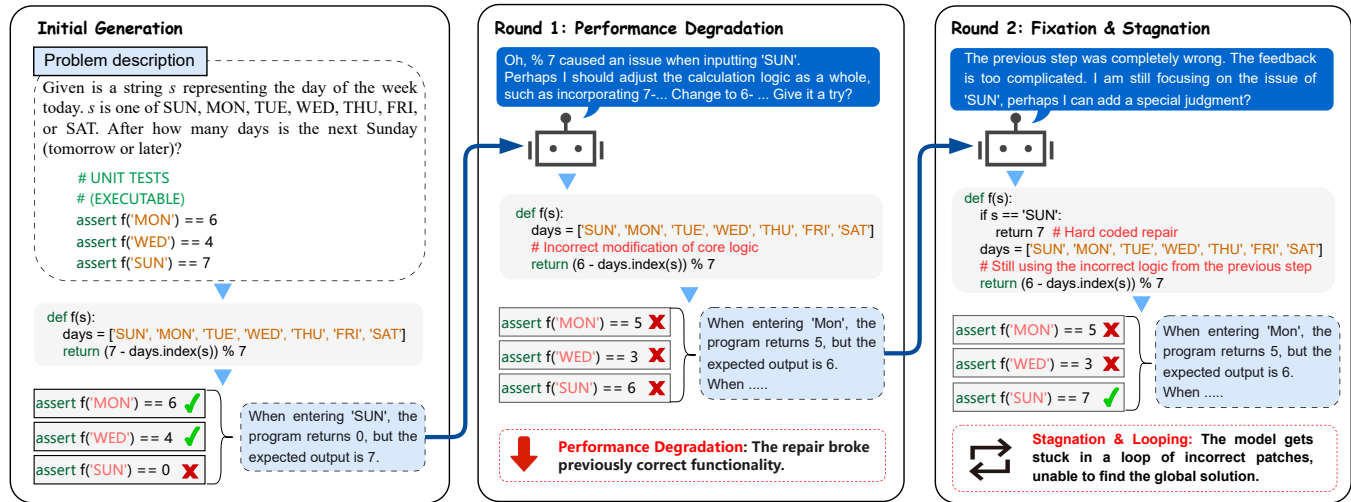 Initial Generation
Problem description
Given is a string s representing the day of the week
today. s is one of SUN, MON, TUE, WED, THU, FRI,
or SAT. After how many days is the next Sunday
(tomorrow or later)?
# UNIT TESTS
# (EXECUTABLE)
assert f('MON') == 6
assert f('WED') == 4
assert f('SUN') == 7
def f(s):
days = ['SUN', 'MON', 'TUE', 'WED', 'THU', 'FRI', 'SAT']
return (7 - days.index(s)) % 7
assert f('MON') == 6
assert f('WED') == 4
assert f('SUN') == 0
When entering 'SUN', the
program returns 0, but the
expected output is 7.
Round 1: Performance Degradation
Oh, % 7 caused an issue when inputting 'SUN'.
Perhaps I should adjust the calculation logic as a whole,
such as incorporating 7-... Change to 6- ... Give it a try?
def f(s):
days = ['SUN', 'MON', 'TUE', 'WED', 'THU', 'FRI', 'SAT']
# Incorrect modification of core logic
return (6 - days.index(s)) % 7
assert f('MON') == 5
assert f('WED') == 3
assert f('SUN') == 6
When entering 'Mon', the
program returns 5, but the
expected output is 6.
When .....
Performance Degradation: The repair broke
previously correct functionality.
Round 2: Fixation & Stagnation
The previous step was completely wrong. The feedback
is too complicated. I am still focusing on the issue of
'SUN', perhaps I can add a special judgment?
def f(s):
if s == 'SUN':
return 7 # Hard coded repair
days = ['SUN', 'MON', 'TUE', 'WED', 'THU', 'FRI', 'SAT']
# Still using the incorrect logic from the previous step
return (6 - days.index(s)) % 7
assert f('MON') == 5
assert f('WED') == 3
assert f('SUN') == 7
When entering 'Mon', the
program returns 5, but the
expected output is 6.
When .....
Stagnation & Looping: The model gets
stuck in a loop of incorrect patches,
unable to find the global solution.